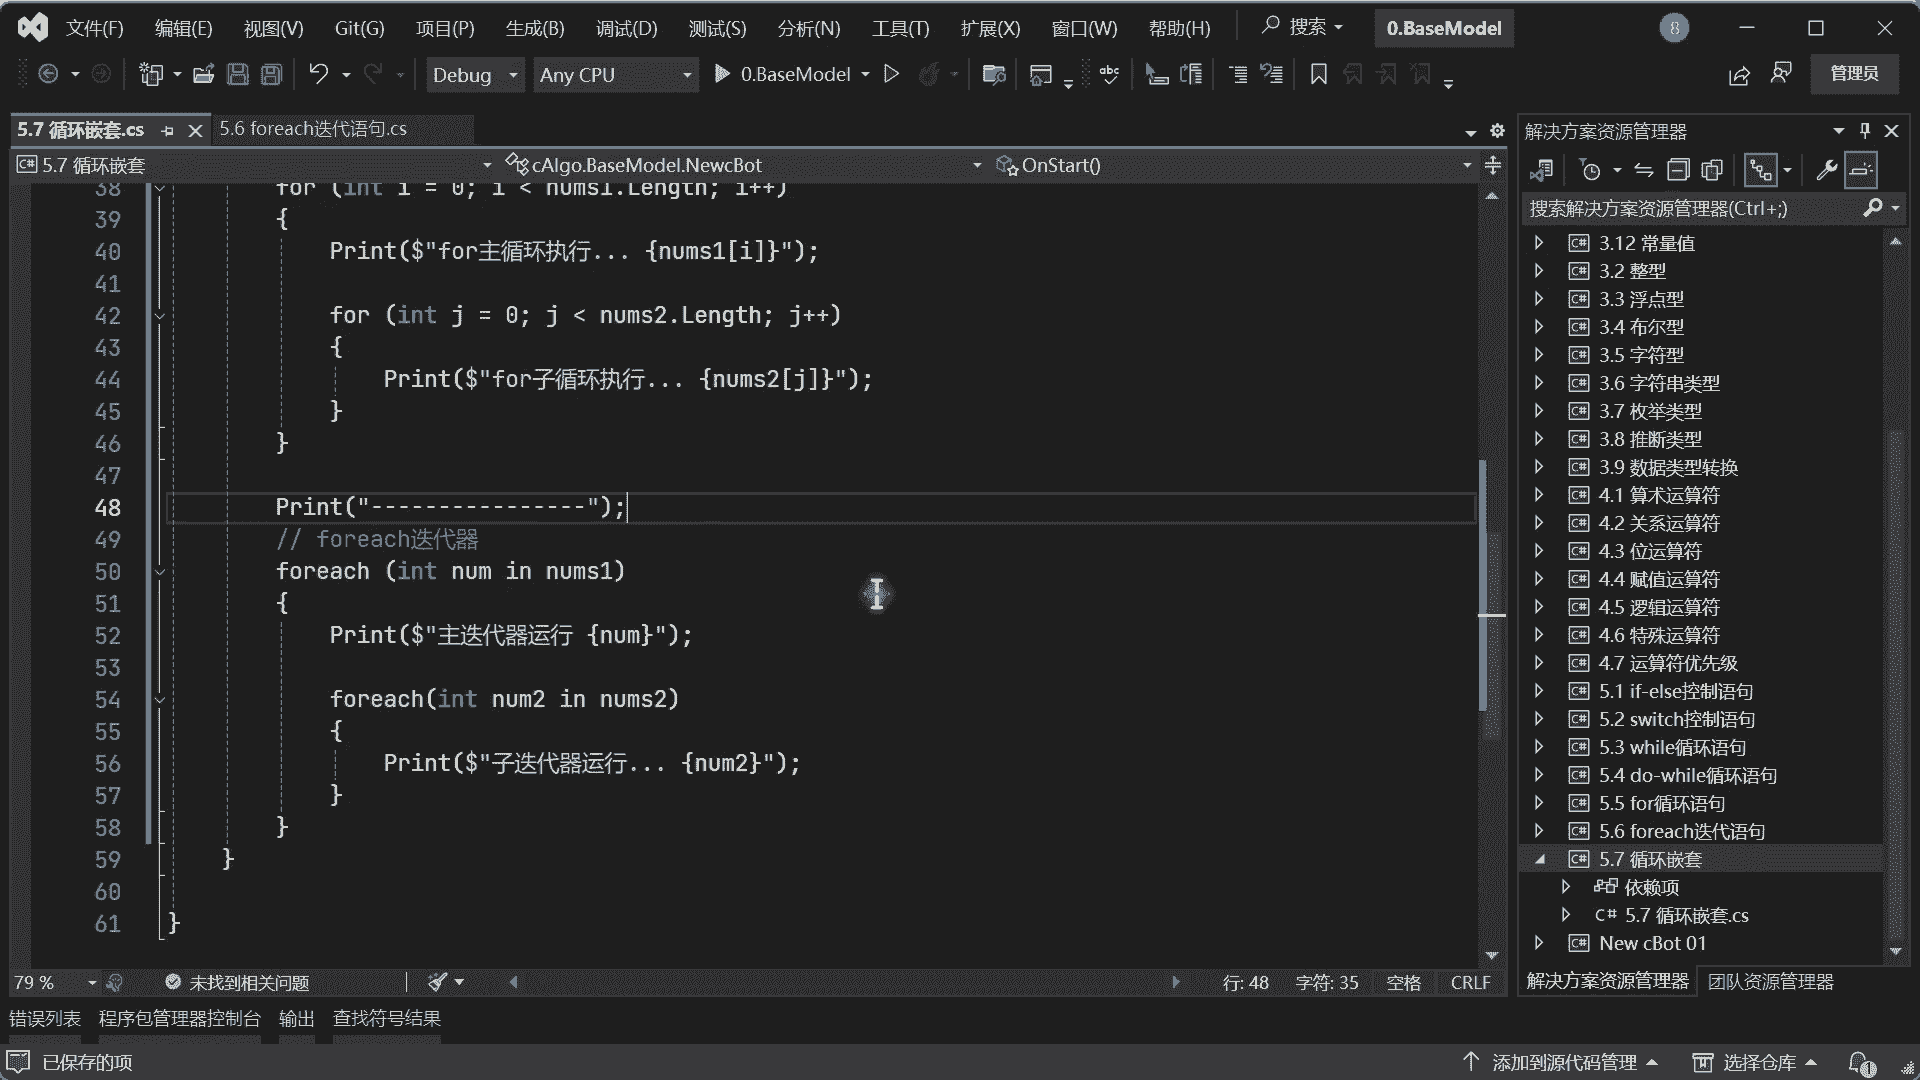 文件(F) 编辑(E) 视图(V) Git(G) 项目(P) 生成(B) 调试(D) 测试(S) 分析(N) 工具(T) 扩展(X) 窗口(W) 帮助(H) 搜索 0.BaseModel 8
Debug Any CPU 0.BaseModel abc 管理员
5.7 循环嵌套.cs 5.6 foreach迭代语句.cs
C# 5.7 循环嵌套 cAlgo.BaseModel.NewcBot OnStart()
38 for (int i = 0; i < nums1.Length; i++)
39 {
40 Print($"for主循环执行... {nums1[i]}");
41
42 for (int j = 0; j < nums2.Length; j++)
43 {
44 Print($"for子循环执行... {nums2[j]}");
45 }
46 }
47
48 Print("----------------");
49 // foreach迭代器
50 foreach (int num in nums1)
51 {
52 Print($"主迭代器运行 {num}");
53
54 foreach(int num2 in nums2)
55 {
56 Print($"子迭代器运行... {num2}");
57 }
58 }
59 }
60
61 }
79 % 未找到相关问题 行: 48 字符: 35 空格 CRLF
解决方案资源管理器
搜索解决方案资源管理器(Ctrl+;)
C# 3.12 常量值
C# 3.2 整型
C# 3.3 浮点型
C# 3.4 布尔型
C# 3.5 字符型
C# 3.6 字符串类型
C# 3.7 枚举类型
C# 3.8 推断类型
C# 3.9 数据类型转换
C# 4.1 算术运算符
C# 4.2 关系运算符
C# 4.3 位运算符
C# 4.4 赋值运算符
C# 4.5 逻辑运算符
C# 4.6 特殊运算符
C# 4.7 运算符优先级
C# 5.1 if-else控制语句
C# 5.2 switch控制语句
C# 5.3 while循环语句
C# 5.4 do-while循环语句
C# 5.5 for循环语句
C# 5.6 foreach迭代语句
C# 5.7 循环嵌套
依赖项
C# 5.7 循环嵌套.cs
C# New cBot 01
解决方案资源管理器 团队资源管理器
错误列表 程序包管理器控制台 输出 查找符号结果
已保存的项 添加到源代码管理 选择仓库 1